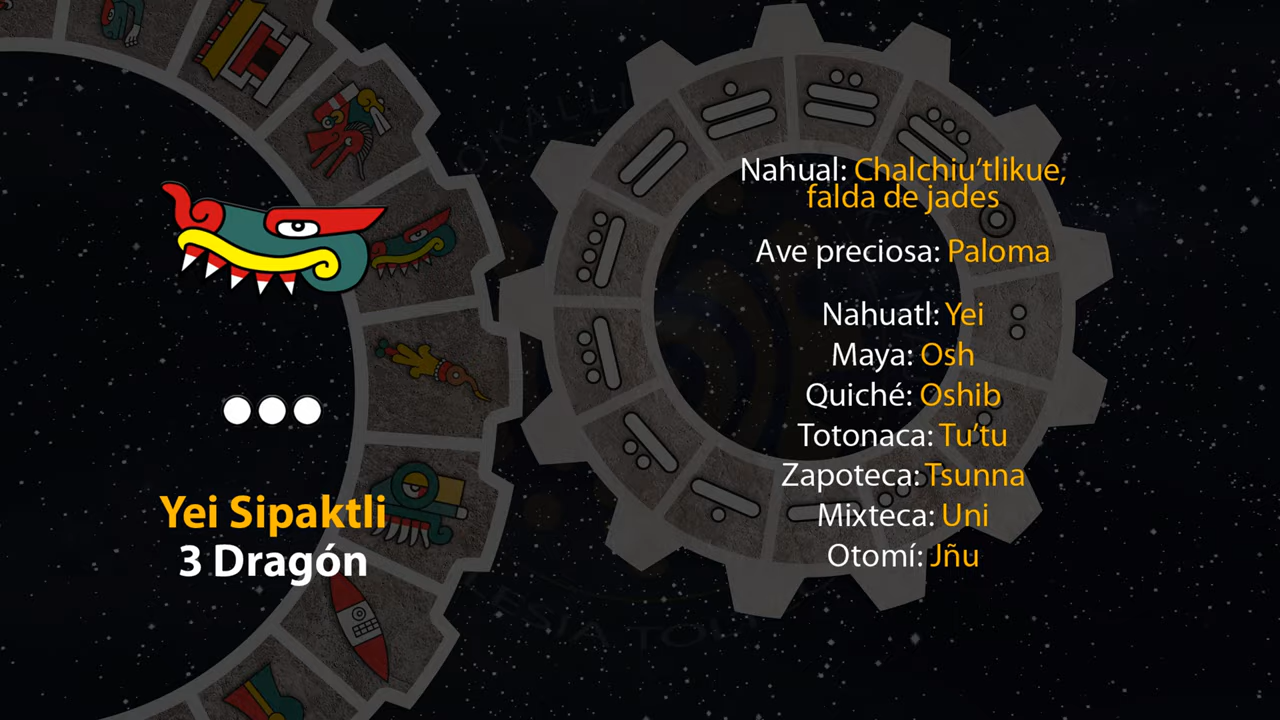 Yei Sipaktli
3 Dragón
Nahual: Chalchiu’tlikue,
falda de jades
Ave preciosa: Paloma
Nahuatl: Yei
Maya: Osh
Quiché: Oshib
Totonaca: Tu’tu
Zapoteca: Tsunna
Mixteca: Uni
Otomí: Jñu